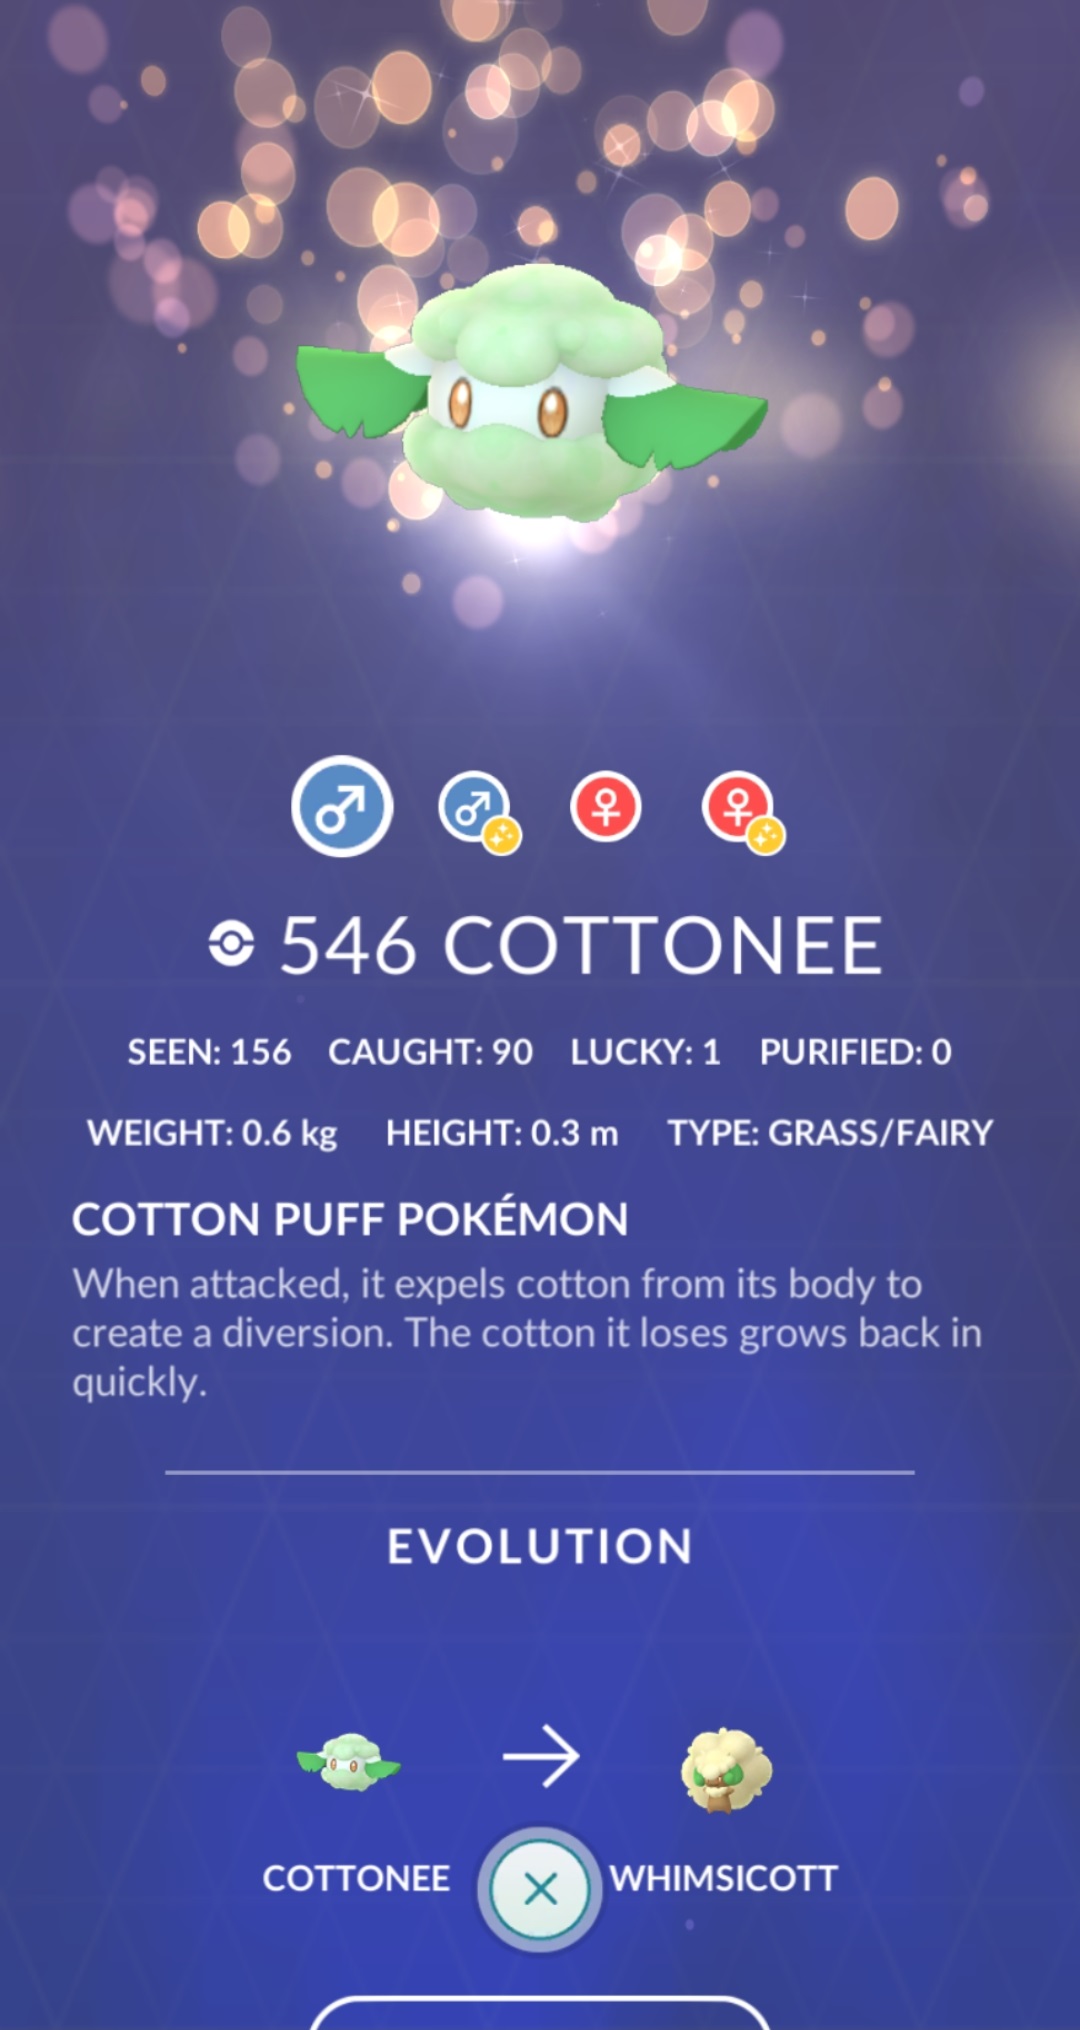 546 COTTONEE
SEEN: 156 CAUGHT: 90 LUCKY: 1 PURIFIED: 0
WEIGHT: 0.6 kg HEIGHT: 0.3 m TYPE: GRASS/FAIRY
COTTON PUFF POKÉMON
When attacked, it expels cotton from its body to
create a diversion. The cotton it loses grows back in
quickly.
EVOLUTION
COTTONEE WHIMSICOTT